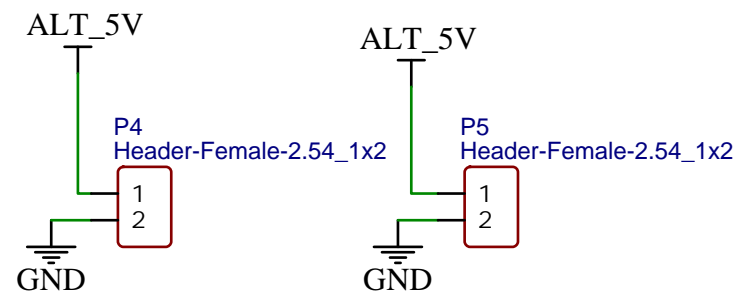 ALT_5V
P4
Header-Female-2.54_1x2
1
2
GND
ALT_5V
P5
Header-Female-2.54_1x2
1
2
GND